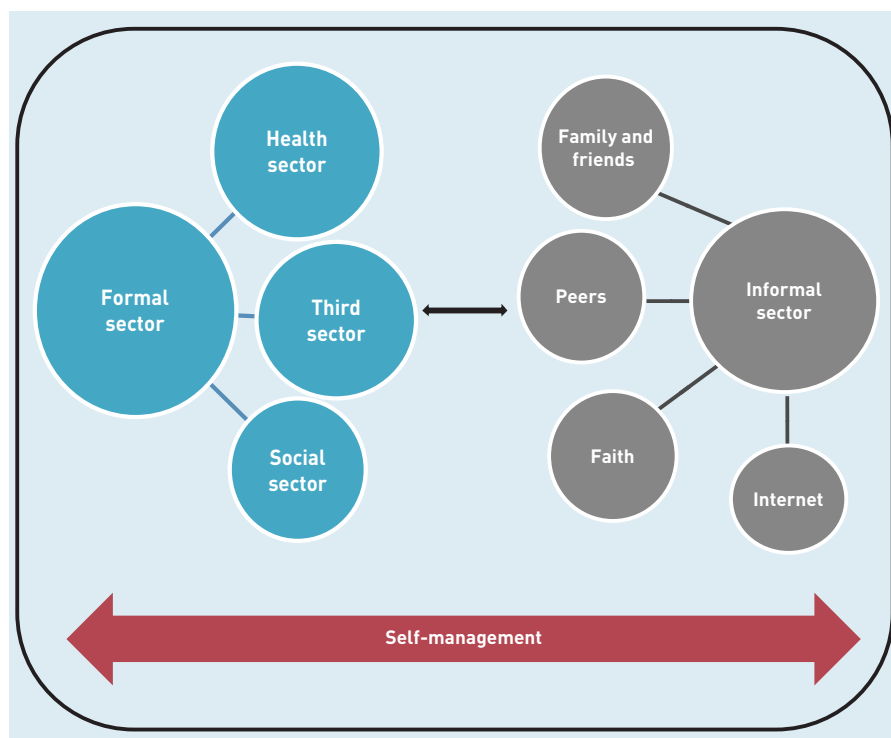 Health
sector
Formal
sector
Third
sector
Social
sector
Family and
friends
Peers
Informal
sector
Faith
Internet
Self-management